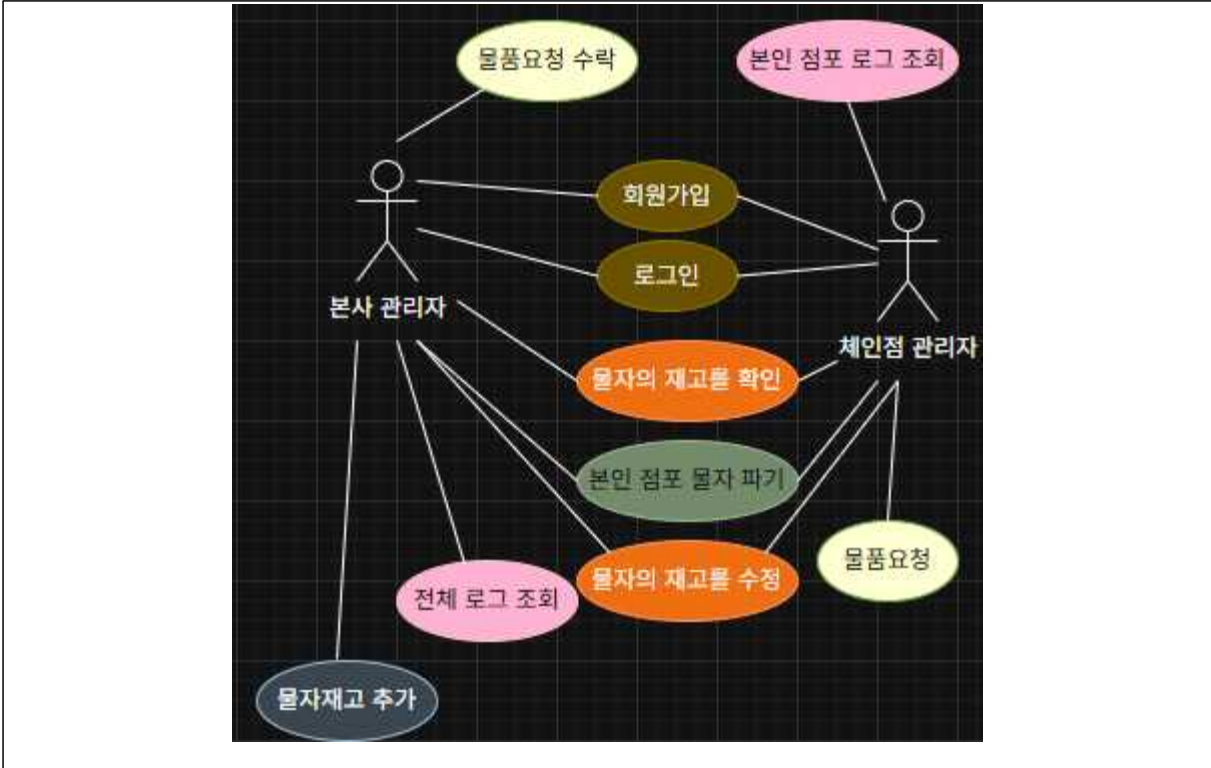 물품요청 수락
본인 점포 로그 조회
회원가입
로그인
본사 관리자
체인점 관리자
물자의 재고를 확인
본인 점포 물자 파기
물품요청
물자의 재고를 수정
전체 로그 조회
물자재고 추가